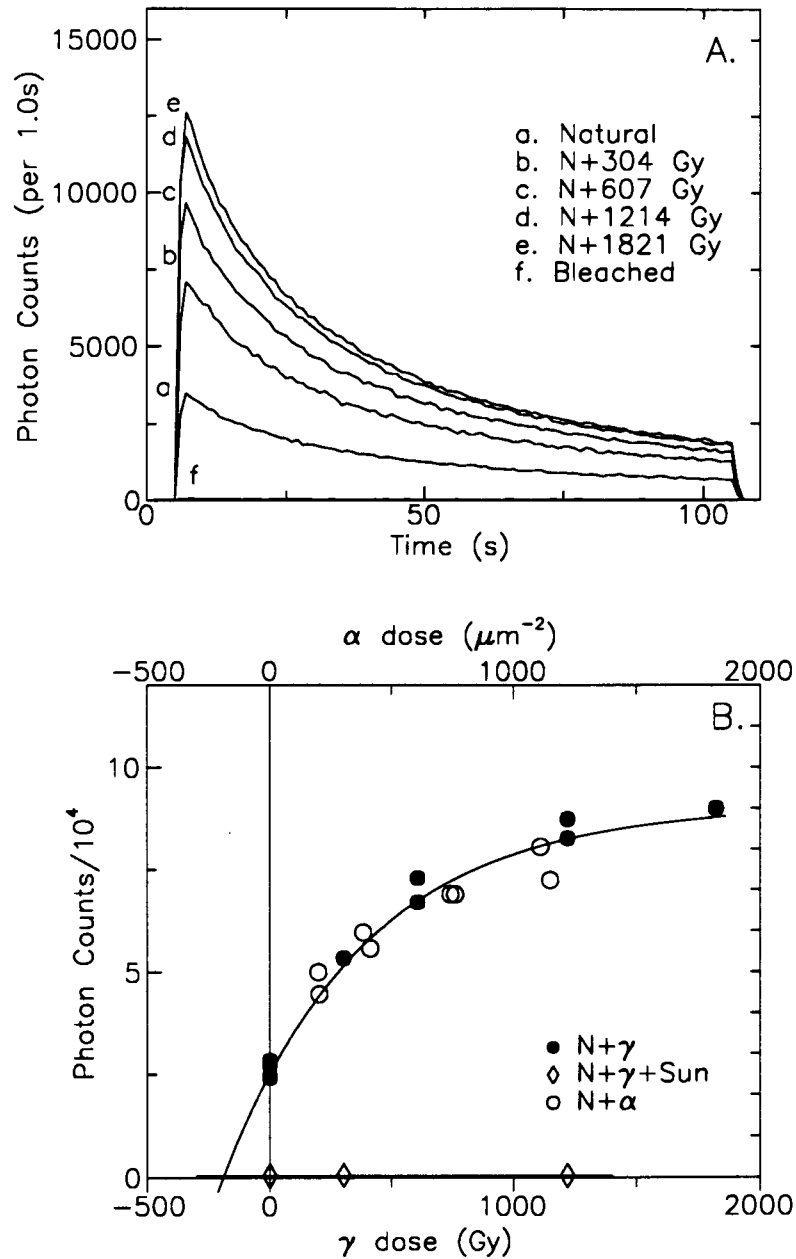 15000
A.
e
d
a. Natural
b. N+304 Gy
c. N+607 Gy
d. N+1214 Gy
e. N+1821 Gy
f. Bleached
10000
c
b
Photon Counts (per 1.0s)
5000
a
f
0
0
50
100
Time (s)
α dose (μm⁻²)
−500
0
1000
2000
B.
10
Photon Counts/10⁴
5
N+γ
N+γ+Sun
N+α
0
−500
0
1000
2000
γ dose (Gy)